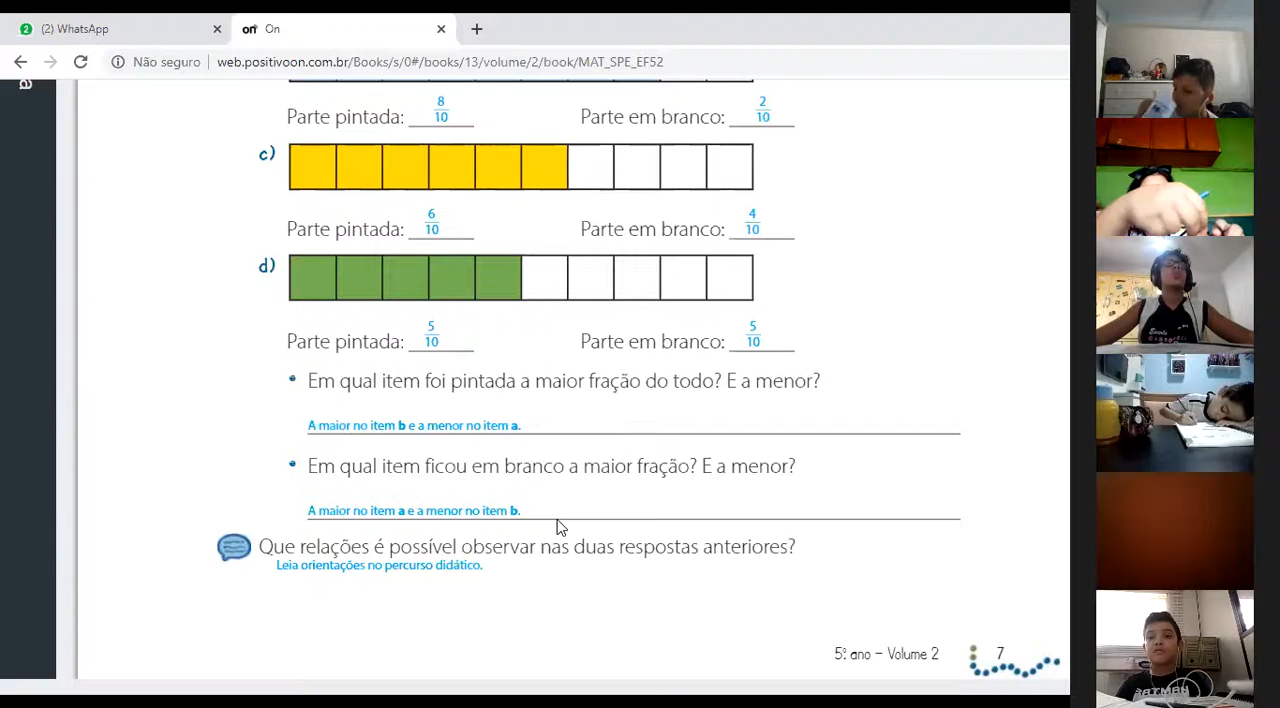 2 (2) WhatsApp × on On × +
Não seguro | web.positivoon.com.br/Books/s/0#/books/13/volume/2/book/MAT_SPE_EF52
a
Parte pintada: 8/10 Parte em branco: 2/10
c)
Parte pintada: 6/10 Parte em branco: 4/10
d)
Parte pintada: 5/10 Parte em branco: 5/10
• Em qual item foi pintada a maior fração do todo? E a menor?
A maior no item b e a menor no item a.
• Em qual item ficou em branco a maior fração? E a menor?
A maior no item a e a menor no item b.
Que relações é possível observar nas duas respostas anteriores?
Leia orientações no percurso didático.
5º. ano – Volume 2 7
Escola
BATMAN